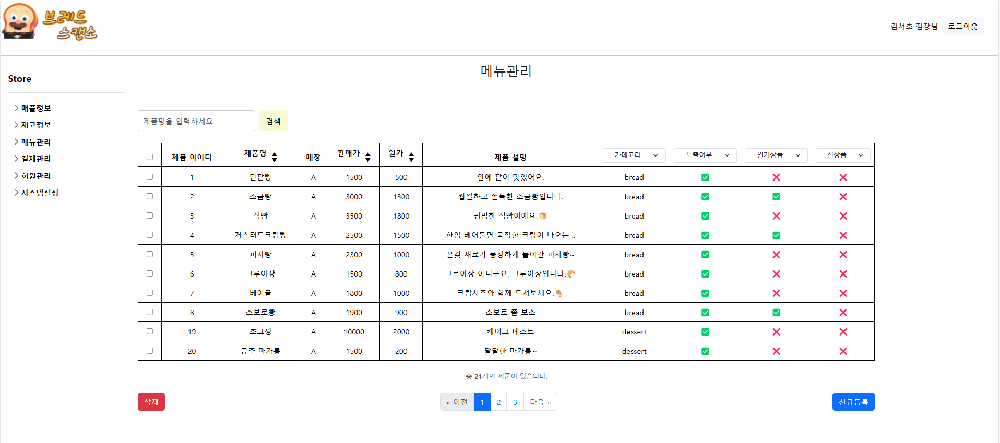 브레드
스캔소
김서초 점장님 로그아웃
메뉴관리
Store
매출정보
재고정보
메뉴관리
결제관리
회원관리
시스템설정
제품명을 입력하세요 검색
제품 아이디 제품명 매장 판매가 원가 제품 설명 카테고리 노출여부 인기상품 신상품
1 단팥빵 A 1500 500 안에 팥이 맛있어요. bread ✅ ❌ ❌
2 소금빵 A 3000 1300 짭짤하고 쫀득한 소금빵입니다. bread ✅ ✅ ❌
3 식빵 A 3500 1800 평범한 식빵이에요.🍞 bread ✅ ❌ ❌
4 커스터드크림빵 A 2500 1500 한입 베어물면 묵직한 크림이 나오는 .. bread ✅ ✅ ❌
5 피자빵 A 2300 1000 온갖 재료가 풍성하게 들어간 피자빵~ bread ✅ ❌ ❌
6 크루아상 A 1500 800 크로아상 아니구요, 크루아상입니다.🥐 bread ✅ ❌ ❌
7 베이글 A 1800 1000 크림치즈와 함께 드셔보세요.🥯 bread ✅ ❌ ❌
8 소보로빵 A 1900 900 소보로 좀 보소 bread ✅ ✅ ❌
19 초코생 A 10000 2000 케이크 테스트 dessert ✅ ❌ ❌
20 공주 마카롱 A 1500 200 달달한 마카롱~ dessert ✅ ❌ ❌
총 21개의 제품이 있습니다.
삭제 « 이전 1 2 3 다음 » 신규등록